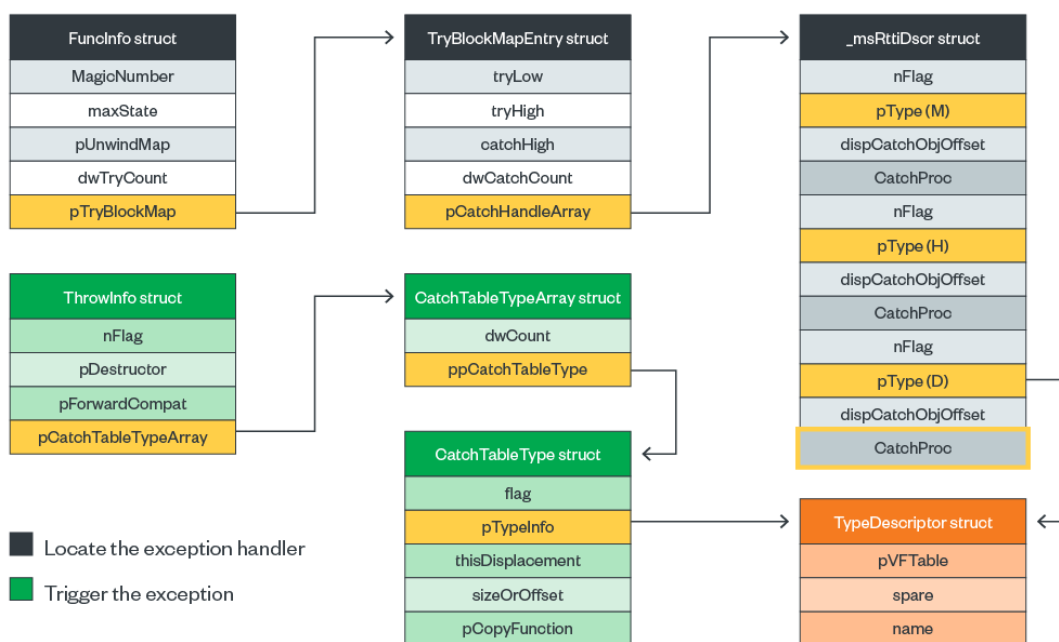 FuncInfo struct
MagicNumber
maxState
pUnwindMap
dwTryCount
pTryBlockMap
TryBlockMapEntry struct
tryLow
tryHigh
catchHigh
dwCatchCount
pCatchHandleArray
_msRttiDscr struct
nFlag
pType (M)
dispCatchObjOffset
CatchProc
nFlag
pType (H)
dispCatchObjOffset
CatchProc
nFlag
pType (D)
dispCatchObjOffset
CatchProc
ThrowInfo struct
nFlag
pDestructor
pForwardCompat
pCatchTableTypeArray
CatchTableTypeArray struct
dwCount
ppCatchTableType
CatchTableType struct
flag
pTypeInfo
thisDisplacement
sizeOrOffset
pCopyFunction
TypeDescriptor struct
pVFTable
spare
name
Locate the exception handler
Trigger the exception